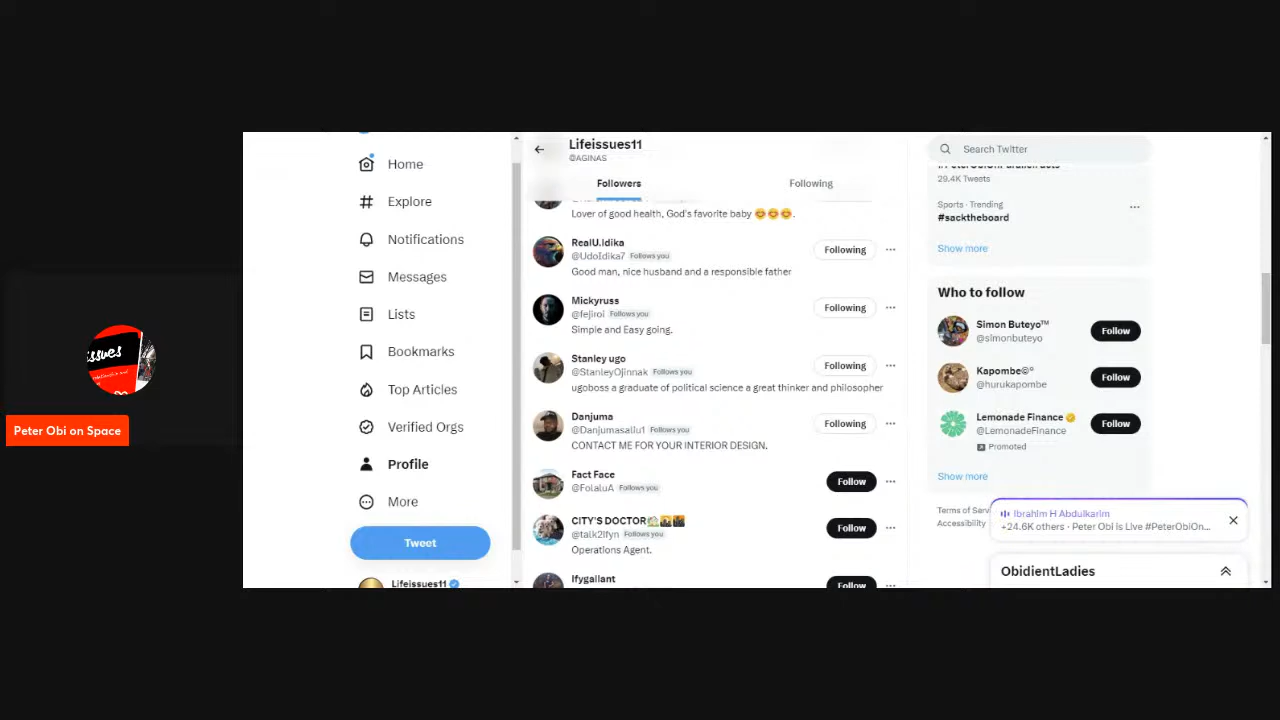 Home
Explore
Notifications
Messages
Lists
Bookmarks
Top Articles
Verified Orgs
Profile
More
Tweet
Lifeissues11
Lifeissues11
@AGINAS
Followers
Following
Lover of good health, God's favorite baby 😊😊😊.
RealU.Idika
@UdoIdika7 Follows you
Following
Good man, nice husband and a responsible father
Mickyruss
@fejiroi Follows you
Following
Simple and Easy going.
Stanley ugo
@StanleyOjinnak Follows you
Following
ugoboss a graduate of political science a great thinker and philosopher
Danjuma
@Danjumasallu1 Follows you
Following
CONTACT ME FOR YOUR INTERIOR DESIGN.
Fact Face
@FolaluA Follows you
Follow
CITY'S DOCTOR
@talk2Ifyn Follows you
Follow
Operations Agent.
Ifygallant
Follow
Search Twitter
29.4K Tweets
Sports · Trending
#sacktheboard
Show more
Who to follow
Simon Buteyo™
@simonbuteyo
Follow
Kapombe©°
@hurukapombe
Follow
Lemonade Finance
@LemonadeFinance
Follow
Promoted
Show more
Terms of Serv
Accessibility
Ibrahim H Abdulkarim
+24.6K others · Peter Obi is Live #PeterObiOn...
ObidientLadies
ssues
Peter Obi on Space